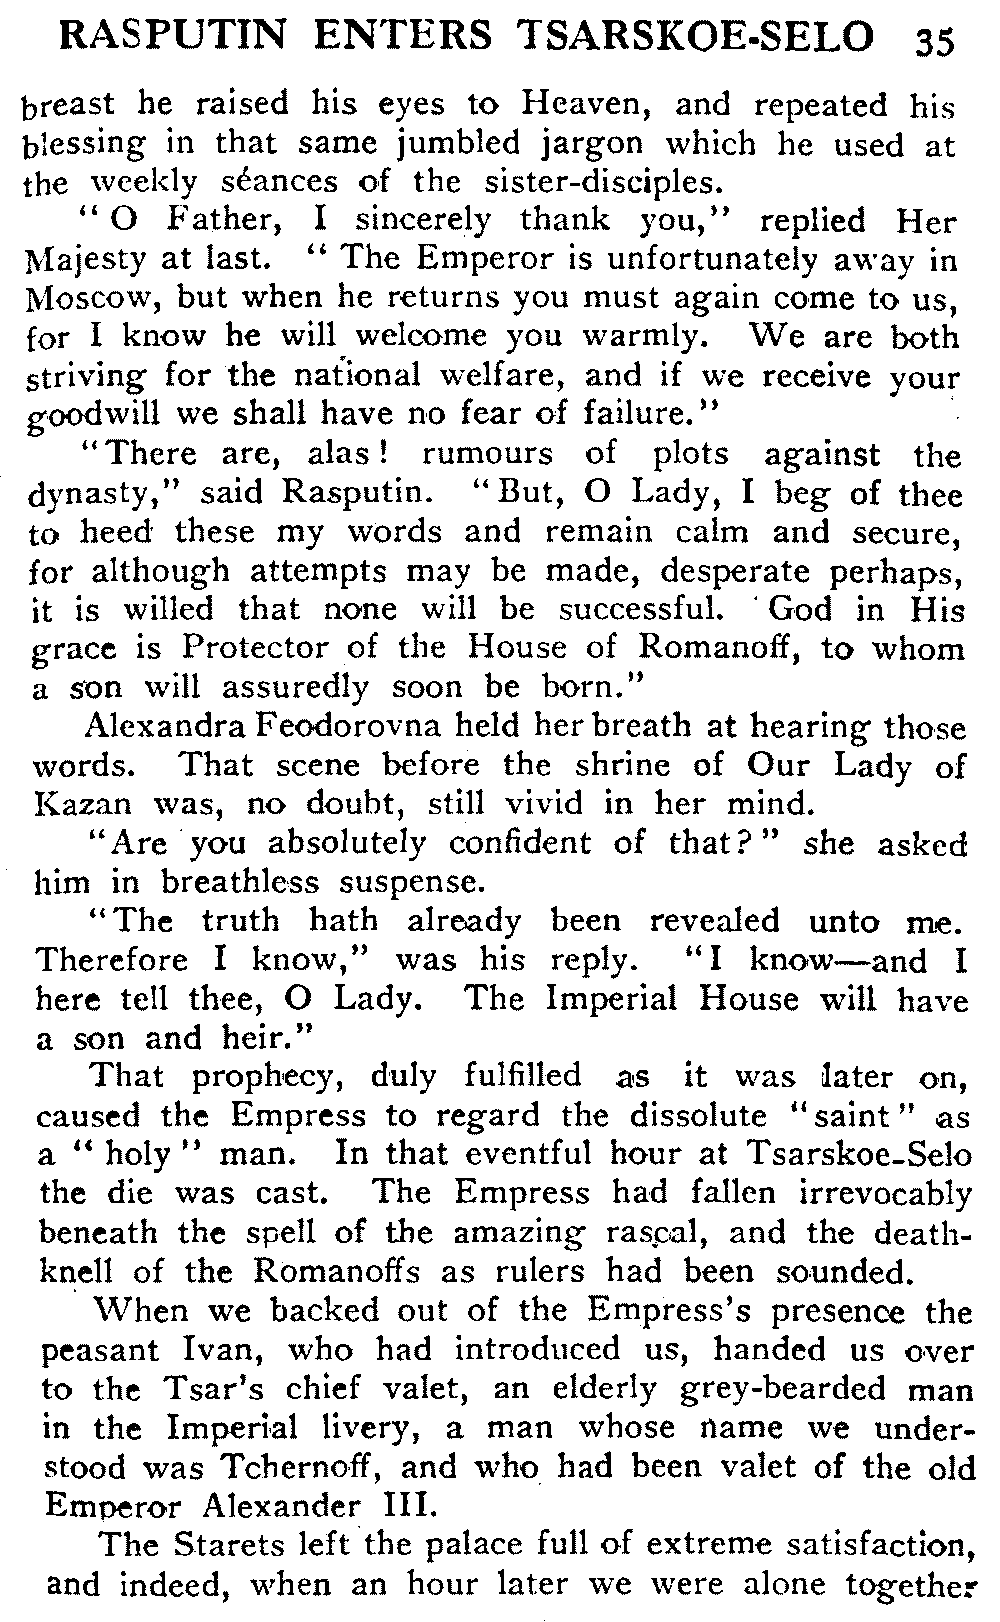 RASPUTIN ENTERS TSARSKOE-SELO 35
breast he raised his eyes to Heaven, and repeated his
blessing in that same jumbled jargon which he used at
the weekly séances of the sister-disciples.
"O Father, I sincerely thank you," replied Her
Majesty at last. "The Emperor is unfortunately away in
Moscow, but when he returns you must again come to us,
for I know he will welcome you warmly. We are both
striving for the national welfare, and if we receive your
goodwill we shall have no fear of failure."
"There are, alas! rumours of plots against the
dynasty," said Rasputin. "But, O Lady, I beg of thee
to heed these my words and remain calm and secure,
for although attempts may be made, desperate perhaps,
it is willed that none will be successful. God in His
grace is Protector of the House of Romanoff, to whom
a son will assuredly soon be born."
Alexandra Feodorovna held her breath at hearing those
words. That scene before the shrine of Our Lady of
Kazan was, no doubt, still vivid in her mind.
"Are you absolutely confident of that?" she asked
him in breathless suspense.
"The truth hath already been revealed unto me.
Therefore I know," was his reply. "I know—and I
here tell thee, O Lady. The Imperial House will have
a son and heir."
That prophecy, duly fulfilled as it was later on,
caused the Empress to regard the dissolute "saint" as
a "holy" man. In that eventful hour at Tsarskoe-Selo
the die was cast. The Empress had fallen irrevocably
beneath the spell of the amazing rascal, and the death-
knell of the Romanoffs as rulers had been sounded.
When we backed out of the Empress's presence the
peasant Ivan, who had introduced us, handed us over
to the Tsar's chief valet, an elderly grey-bearded man
in the Imperial livery, a man whose name we under-
stood was Tchernoff, and who had been valet of the old
Emperor Alexander III.
The Starets left the palace full of extreme satisfaction,
and indeed, when an hour later we were alone together